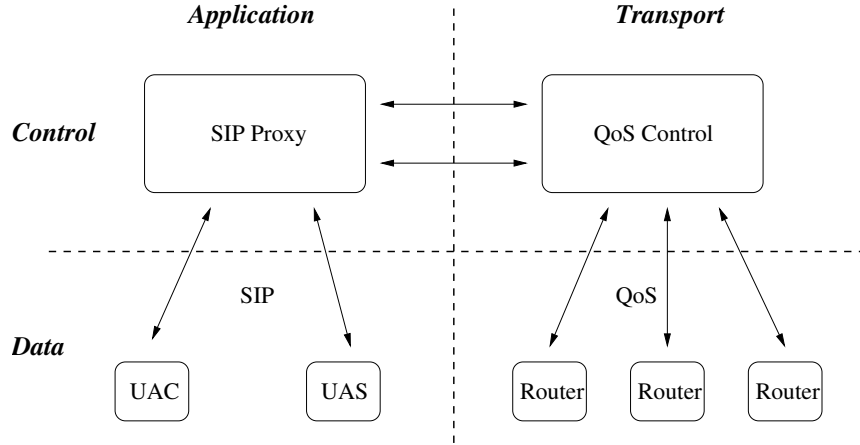 Application
Transport
Control
SIP Proxy
QoS Control
SIP
QoS
Data
UAC
UAS
Router
Router
Router